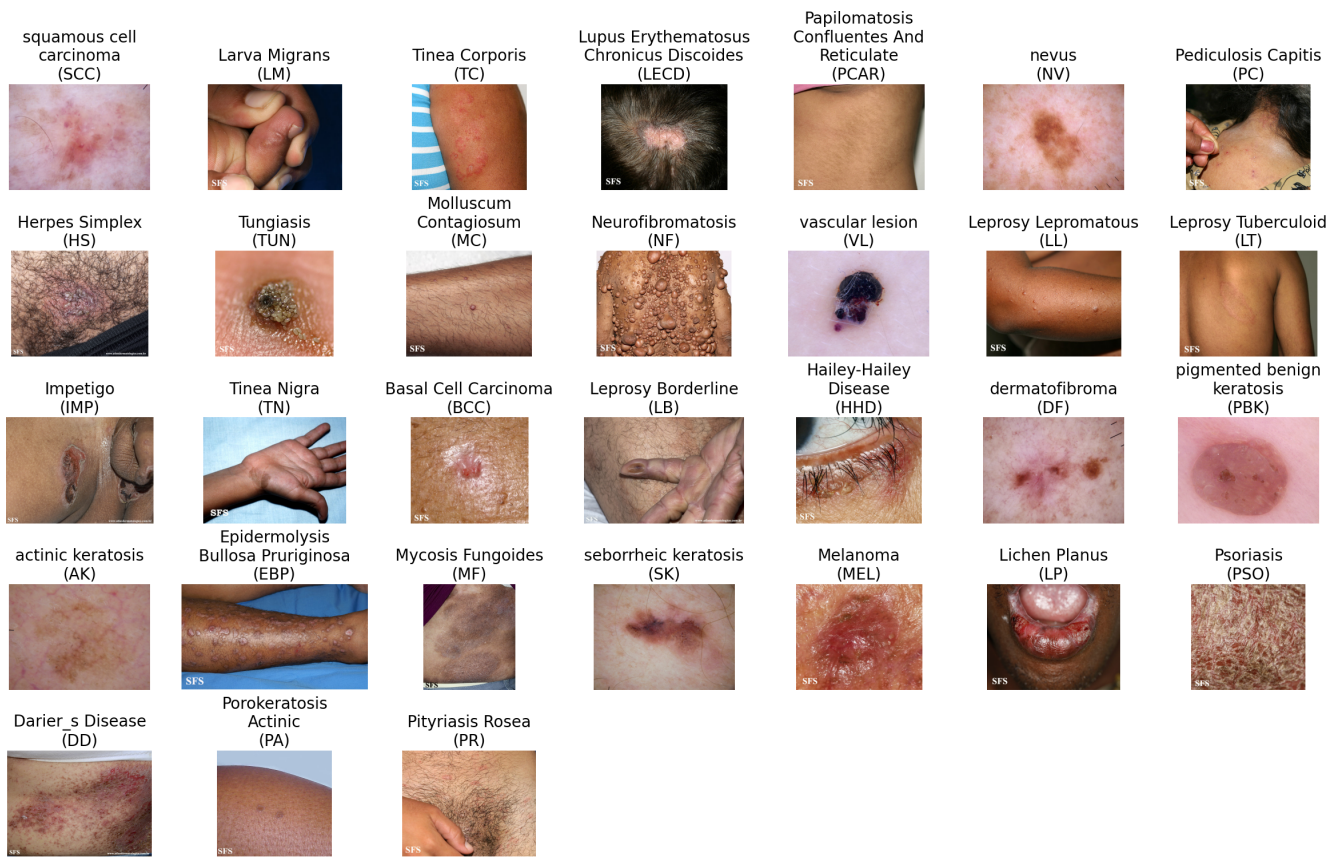 squamous cell
carcinoma
(SCC)
Larva Migrans
(LM)
Tinea Corporis
(TC)
Lupus Erythematosus
Chronicus Discoides
(LECD)
Papilomatosis
Confluentes And
Reticulate
(PCAR)
nevus
(NV)
Pediculosis Capitis
(PC)
SFS
SFS
SFS
SFS
SFS
Herpes Simplex
(HS)
Tungiasis
(TUN)
Molluscum
Contagiosum
(MC)
Neurofibromatosis
(NF)
vascular lesion
(VL)
Leprosy Lepromatous
(LL)
Leprosy Tuberculoid
(LT)
SFS
SFS
SFS
SFS
SFS
SFS
Impetigo
(IMP)
Tinea Nigra
(TN)
Basal Cell Carcinoma
(BCC)
Leprosy Borderline
(LB)
Hailey-Hailey
Disease
(HHD)
dermatofibroma
(DF)
pigmented benign
keratosis
(PBK)
SFS
SFS
SFS
SFS
SFS
actinic keratosis
(AK)
Epidermolysis
Bullosa Pruriginosa
(EBP)
Mycosis Fungoides
(MF)
seborrheic keratosis
(SK)
Melanoma
(MEL)
Lichen Planus
(LP)
Psoriasis
(PSO)
SFS
SFS
SFS
SFS
SFS
Darier_s Disease
(DD)
Porokeratosis
Actinic
(PA)
Pityriasis Rosea
(PR)
SFS
SFS
SFS